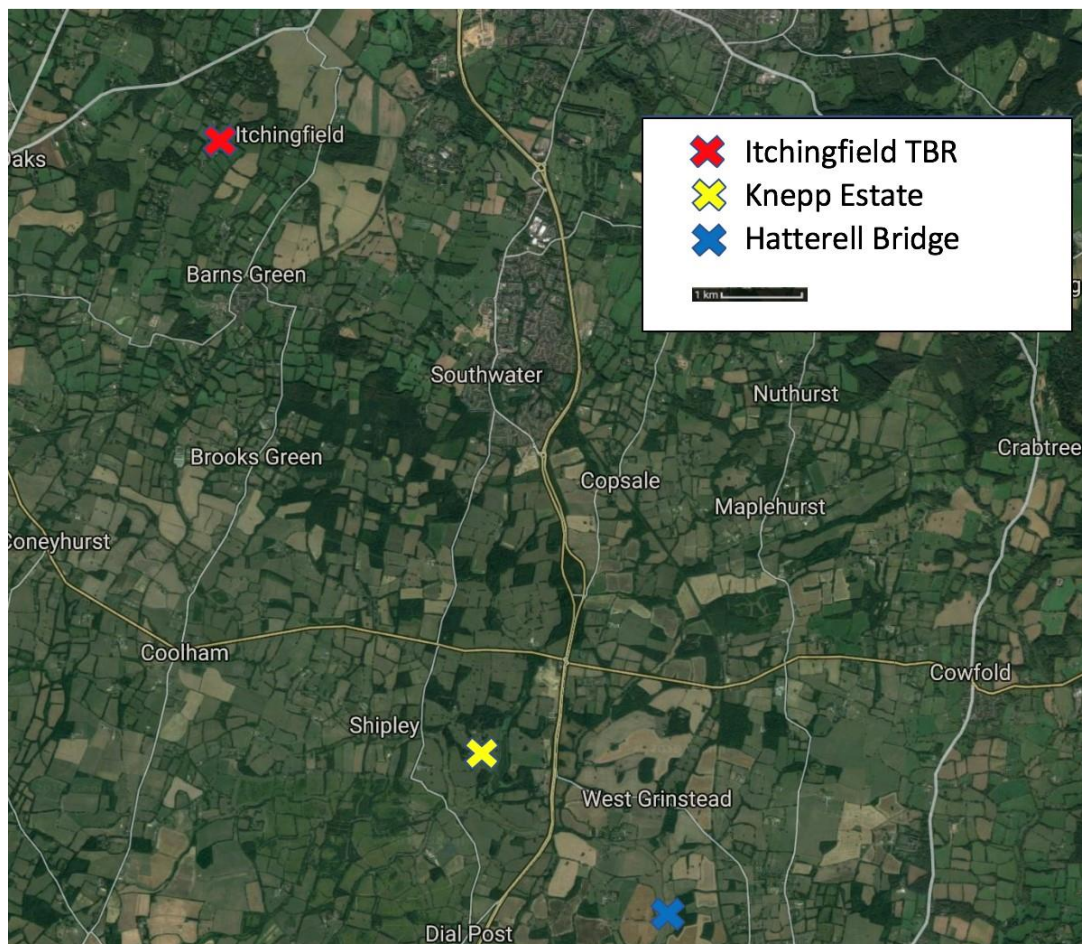 Itchingfield
Itchingfield TBR
Knepp Estate
Hatterell Bridge
1 km
Barns Green
Southwater
Nuthurst
Crabtree
Brooks Green
Copsale
Maplehurst
Coneyhurst
Coolham
Cowfold
Shipley
West Grinstead
Dial Post